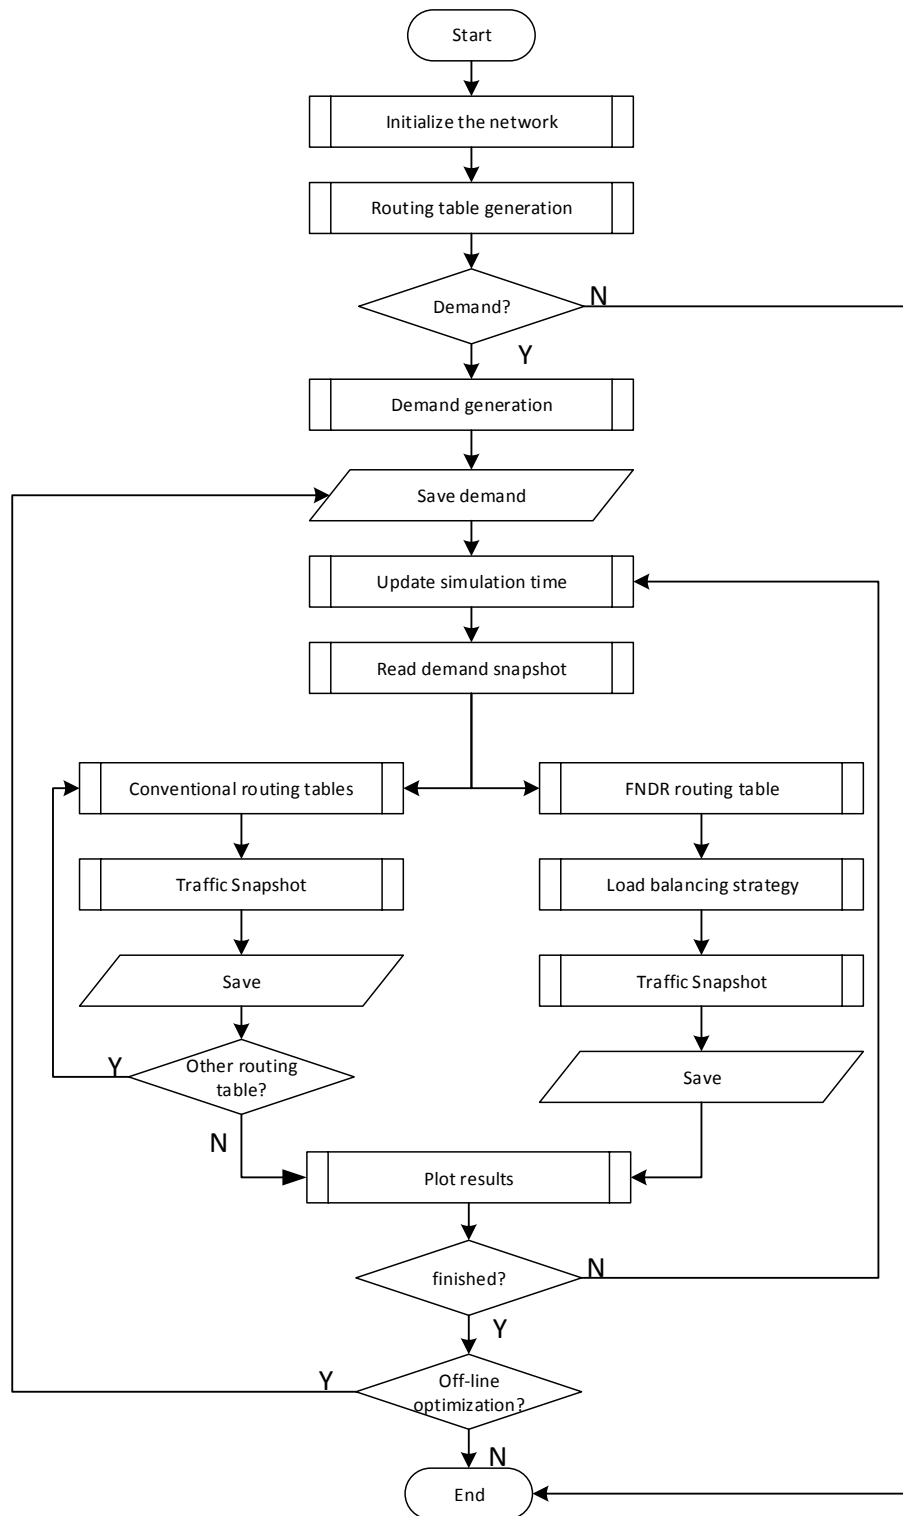 Start
Initialize the network
Routing table generation
Demand?
N
Y
Demand generation
Save demand
Update simulation time
Read demand snapshot
Conventional routing tables
FNDR routing table
Traffic Snapshot
Load balancing strategy
Save
Traffic Snapshot
Y
Other routing
table?
Save
N
Plot results
finished?
N
Y
Y
Off-line
optimization?
N
End